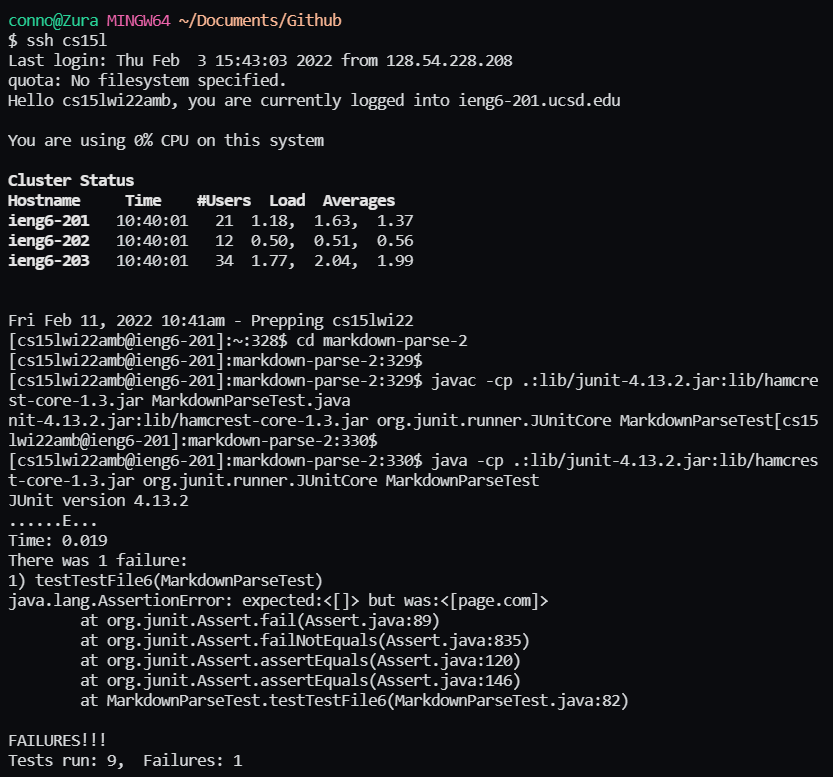 conno@Zura MINGW64 ~/Documents/Github
$ ssh cs15l
Last login: Thu Feb  3 15:43:03 2022 from 128.54.228.208
quota: No filesystem specified.
Hello cs15lwi22amb, you are currently logged into ieng6-201.ucsd.edu

You are using 0% CPU on this system

Cluster Status
Hostname     Time    #Users  Load  Averages
ieng6-201   10:40:01   21  1.18,  1.63,  1.37
ieng6-202   10:40:01   12  0.50,  0.51,  0.56
ieng6-203   10:40:01   34  1.77,  2.04,  1.99


Fri Feb 11, 2022 10:41am - Prepping cs15lwi22
[cs15lwi22amb@ieng6-201]:~:328$ cd markdown-parse-2
[cs15lwi22amb@ieng6-201]:markdown-parse-2:329$
[cs15lwi22amb@ieng6-201]:markdown-parse-2:329$ javac -cp .:lib/junit-4.13.2.jar:lib/hamcre
st-core-1.3.jar MarkdownParseTest.java
nit-4.13.2.jar:lib/hamcrest-core-1.3.jar org.junit.runner.JUnitCore MarkdownParseTest[cs15
lwi22amb@ieng6-201]:markdown-parse-2:330$
[cs15lwi22amb@ieng6-201]:markdown-parse-2:330$ java -cp .:lib/junit-4.13.2.jar:lib/hamcres
t-core-1.3.jar org.junit.runner.JUnitCore MarkdownParseTest
JUnit version 4.13.2
......E...
Time: 0.019
There was 1 failure:
1) testTestFile6(MarkdownParseTest)
java.lang.AssertionError: expected:<[]> but was:<[page.com]>
        at org.junit.Assert.fail(Assert.java:89)
        at org.junit.Assert.failNotEquals(Assert.java:835)
        at org.junit.Assert.assertEquals(Assert.java:120)
        at org.junit.Assert.assertEquals(Assert.java:146)
        at MarkdownParseTest.testTestFile6(MarkdownParseTest.java:82)

FAILURES!!!
Tests run: 9,  Failures: 1